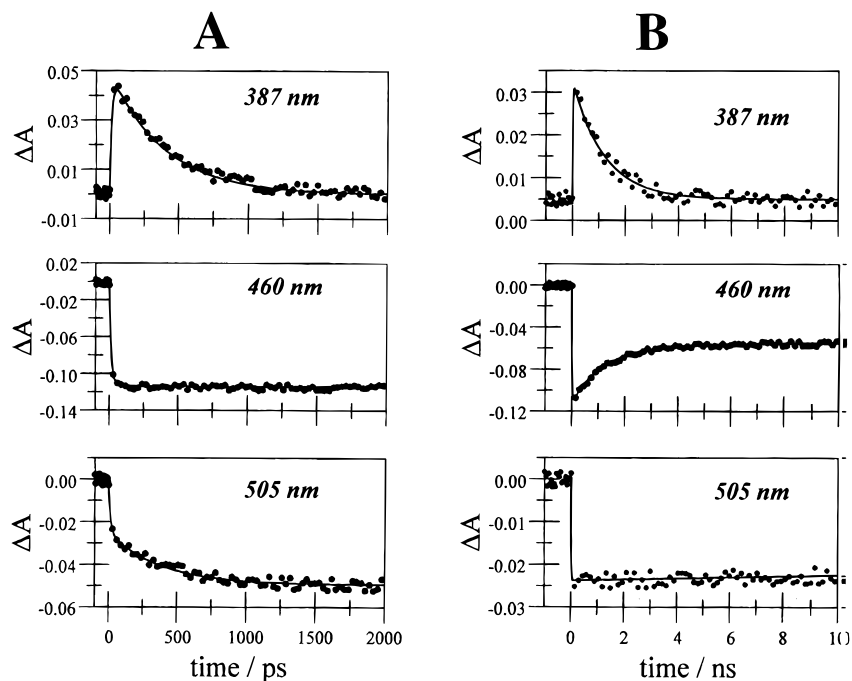 A
0.05
387 nm
0.03
ΔA
0.01
-0.01
0.02
460 nm
-0.02
ΔA
-0.06
-0.10
-0.14
0.00
505 nm
-0.02
ΔA
-0.04
-0.06
0
500
1000
1500
2000
time / ps
B
0.03
387 nm
0.02
ΔA
0.01
0.00
0.00
460 nm
-0.04
ΔA
-0.08
-0.12
0.00
505 nm
-0.01
ΔA
-0.02
-0.03
0
2
4
6
8
time / ns